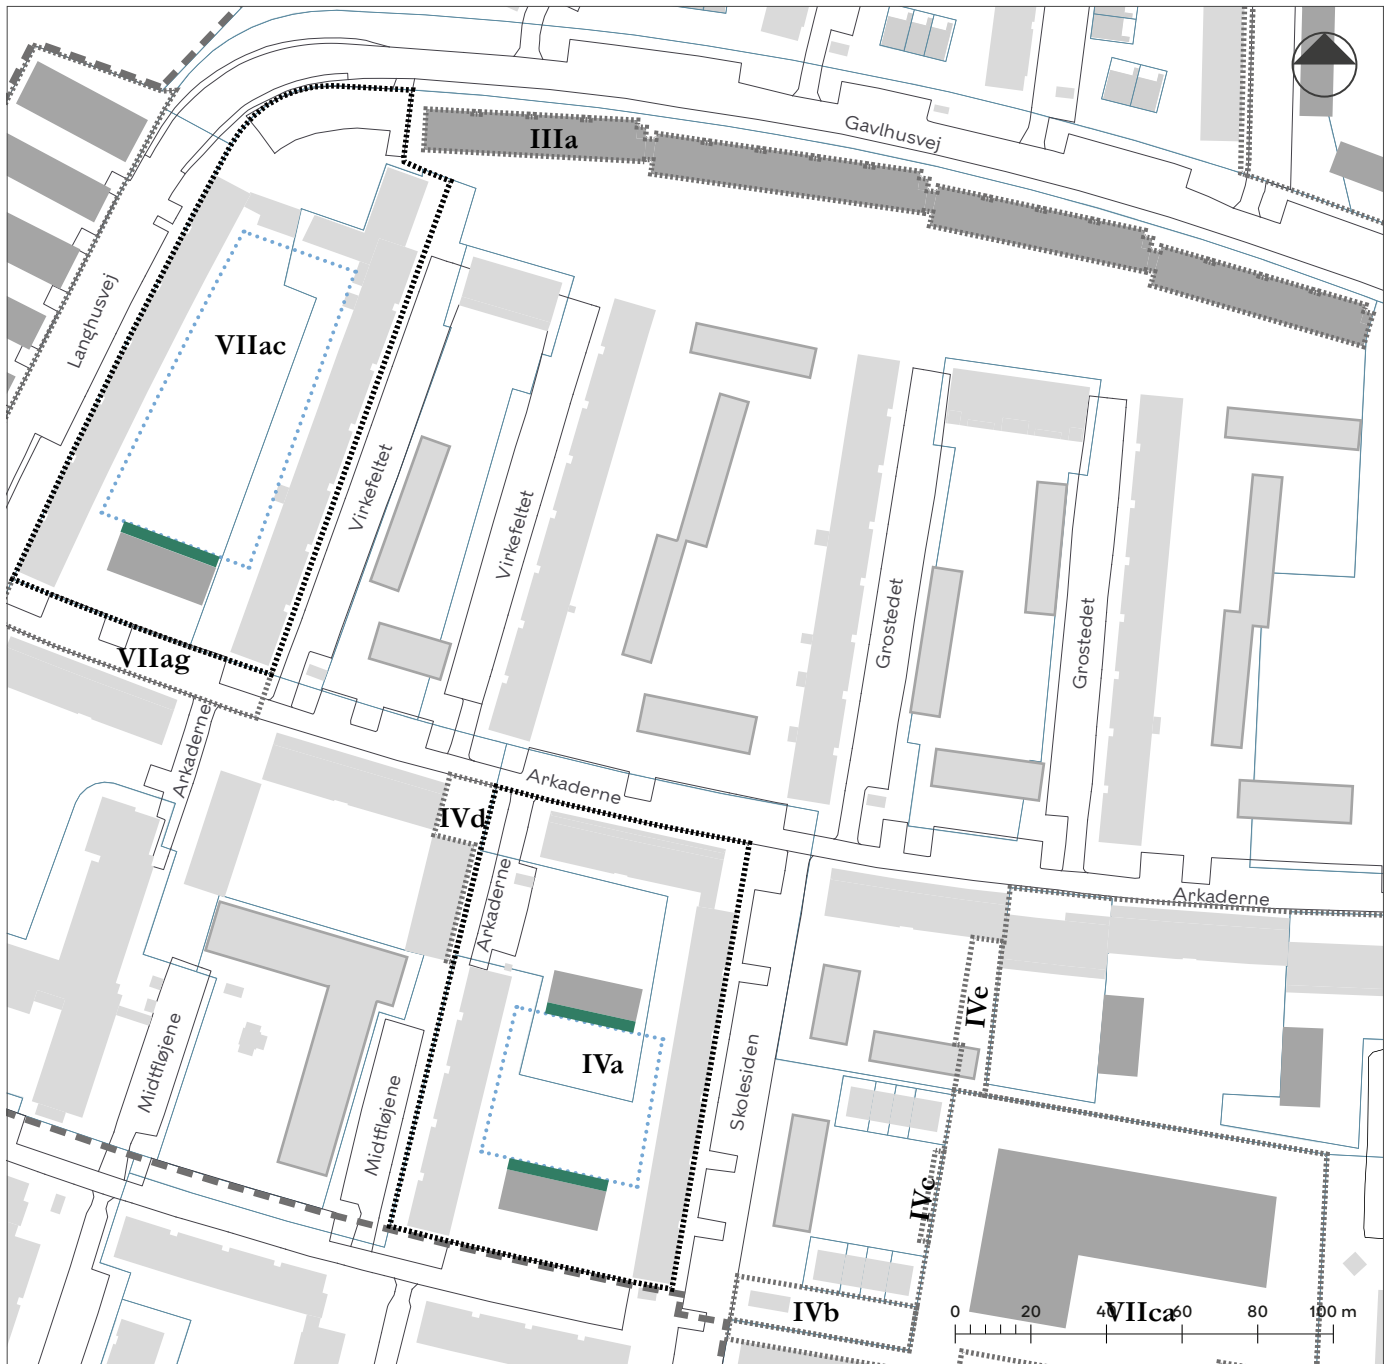 Gavlhusvej
IIIa
Langhusvej
VIIac
Virkefeltet
Virkefeltet
Grostedet
Grostedet
VIIag
Arkaderne
Arkaderne
IVd
Arkaderne
Arkaderne
IVe
Midtfløjene
Midtfløjene
IVa
Skolesiden
IVc
IVb
VIIca
0 20 40 60 80 100 m